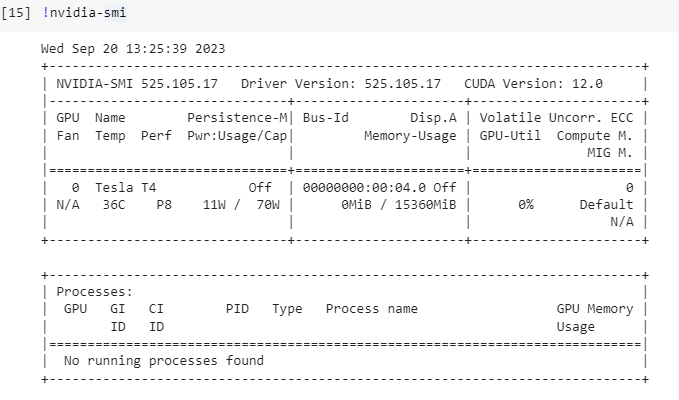 [15] !nvidia-smi
Wed Sep 20 13:25:39 2023
+-----------------------------------------------------------------------------+
| NVIDIA-SMI 525.105.17   Driver Version: 525.105.17   CUDA Version: 12.0     |
|-------------------------------+----------------------+----------------------+
| GPU  Name        Persistence-M| Bus-Id        Disp.A | Volatile Uncorr. ECC |
| Fan  Temp  Perf  Pwr:Usage/Cap|         Memory-Usage | GPU-Util  Compute M. |
|                               |                      |               MIG M. |
|===============================+======================+======================|
|   0  Tesla T4            Off  | 00000000:00:04.0 Off |                    0 |
| N/A   36C    P8    11W /  70W |      0MiB / 15360MiB |      0%      Default |
|                               |                      |                  N/A |
+-------------------------------+----------------------+----------------------+
+-----------------------------------------------------------------------------+
| Processes:                                                                  |
|  GPU   GI   CI        PID   Type   Process name                  GPU Memory |
|        ID   ID                                                   Usage      |
|=============================================================================|
|  No running processes found                                                 |
+-----------------------------------------------------------------------------+